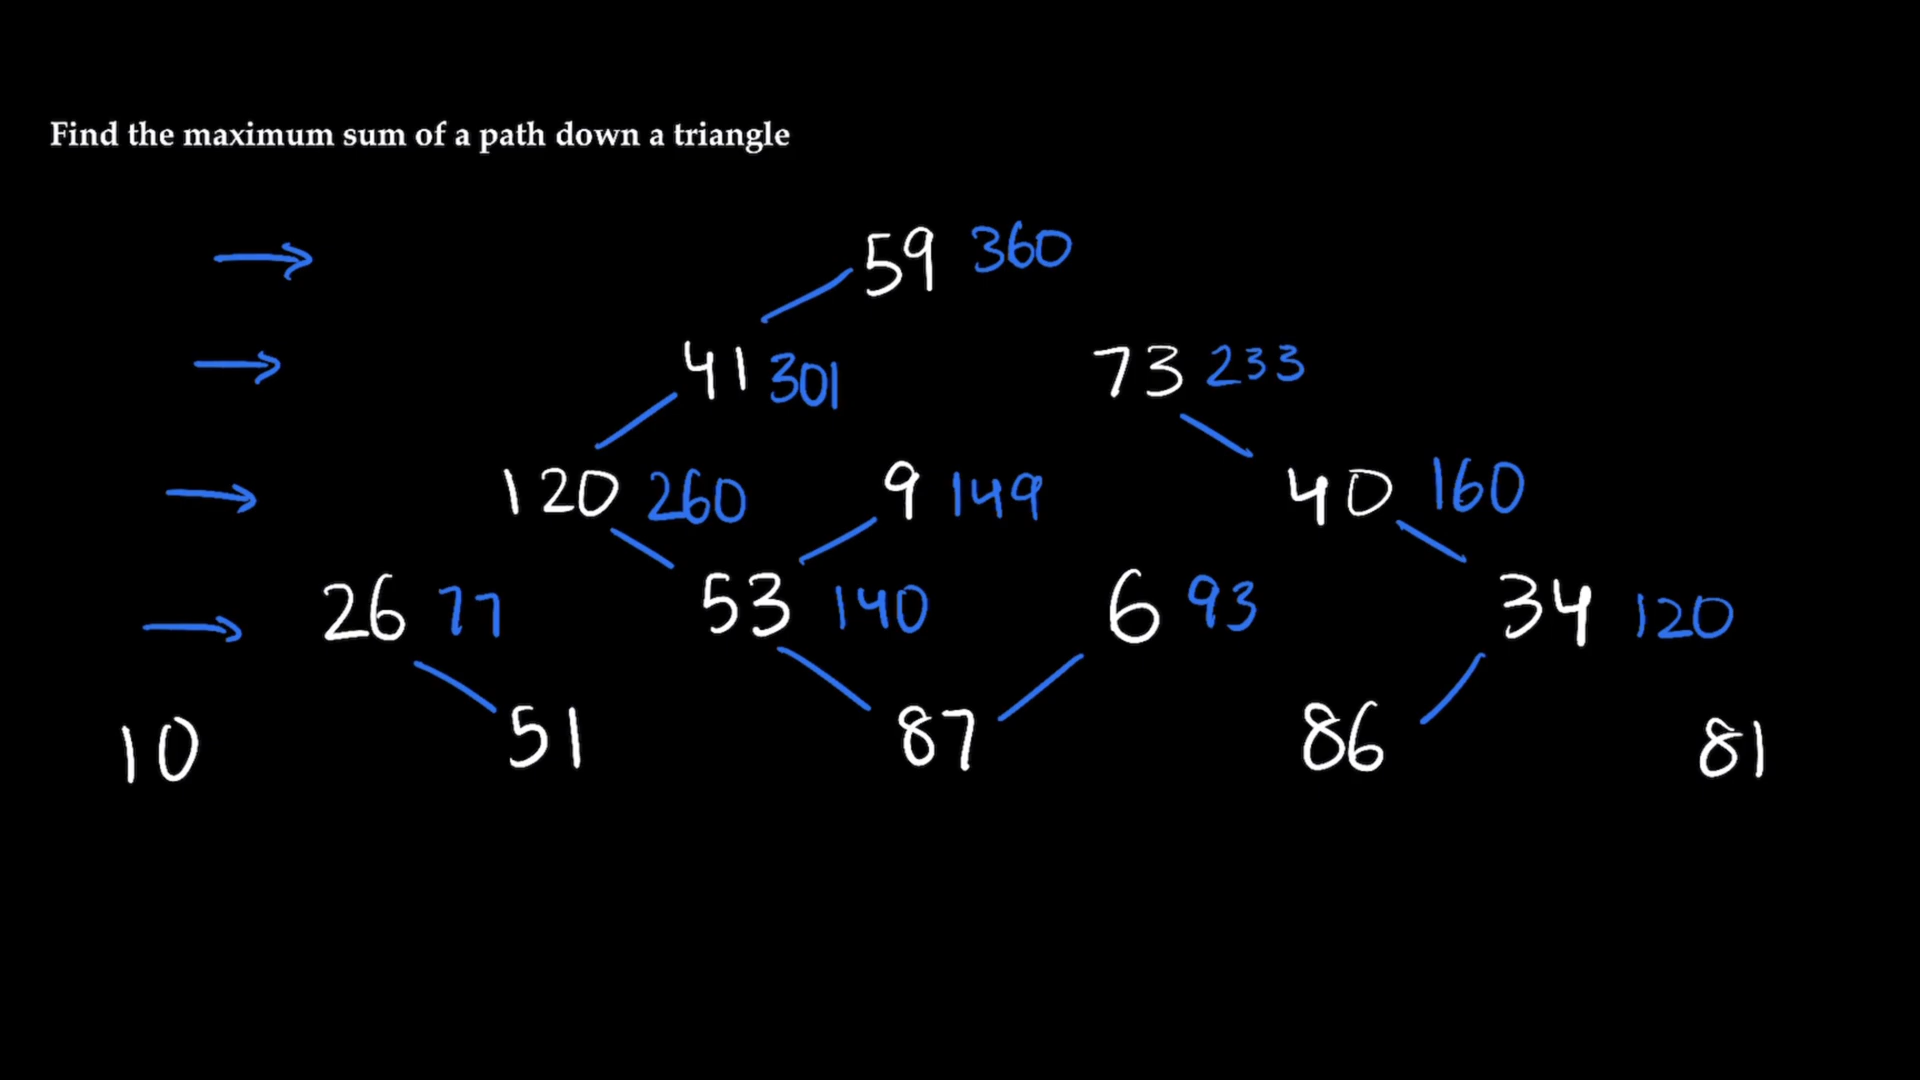 Find the maximum sum of a path down a triangle
59 360
41 301 73 233
120 260 9 149 40 160
26 77 53 140 6 93 34 120
10 51 87 86 81